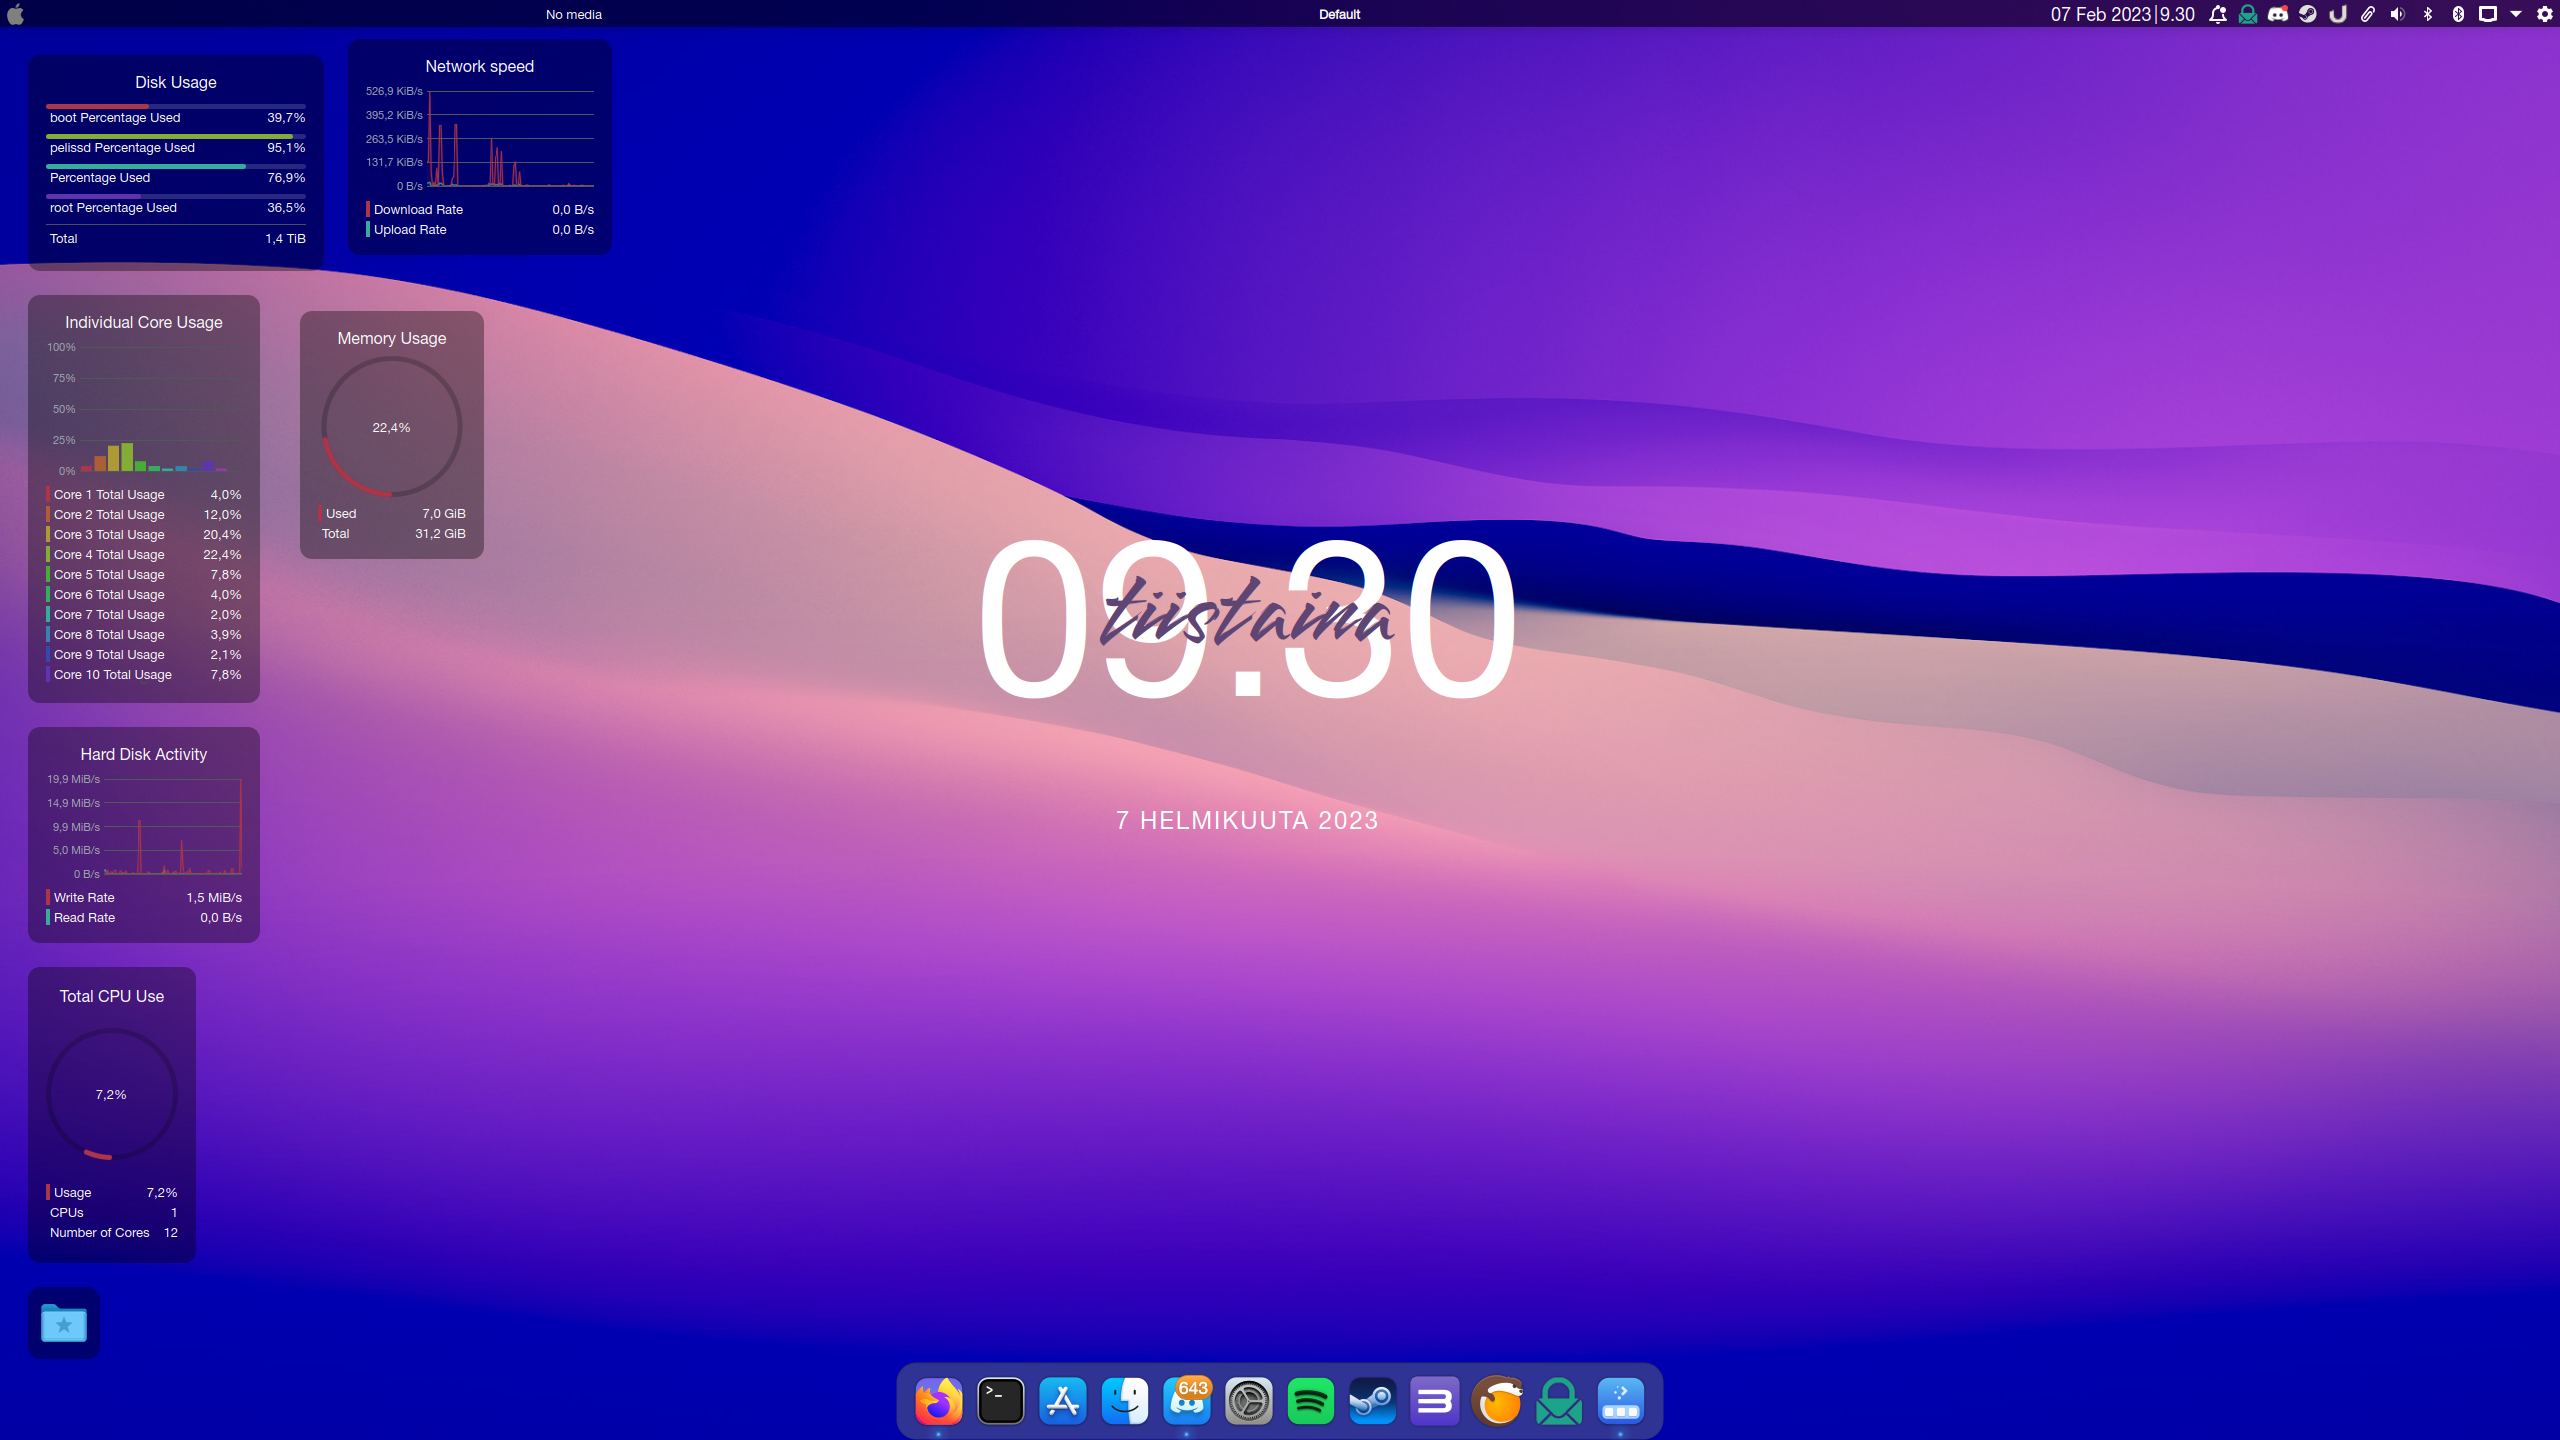 No media
Default
07 Feb 2023|9.30
Disk Usage
boot Percentage Used 39,7%
pelissd Percentage Used 95,1%
Percentage Used 76,9%
root Percentage Used 36,5%
Total 1,4 TiB
Network speed
526,9 KiB/s
395,2 KiB/s
263,5 KiB/s
131,7 KiB/s
0 B/s
Download Rate 0,0 B/s
Upload Rate 0,0 B/s
Individual Core Usage
100%
75%
50%
25%
0%
Core 1 Total Usage 4,0%
Core 2 Total Usage 12,0%
Core 3 Total Usage 20,4%
Core 4 Total Usage 22,4%
Core 5 Total Usage 7,8%
Core 6 Total Usage 4,0%
Core 7 Total Usage 2,0%
Core 8 Total Usage 3,9%
Core 9 Total Usage 2,1%
Core 10 Total Usage 7,8%
Memory Usage
22,4%
Used 7,0 GiB
Total 31,2 GiB
09.30
tiistaina
7 HELMIKUUTA 2023
Hard Disk Activity
19,9 MiB/s
14,9 MiB/s
9,9 MiB/s
5,0 MiB/s
0 B/s
Write Rate 1,5 MiB/s
Read Rate 0,0 B/s
Total CPU Use
7,2%
Usage 7,2%
CPUs 1
Number of Cores 12
643